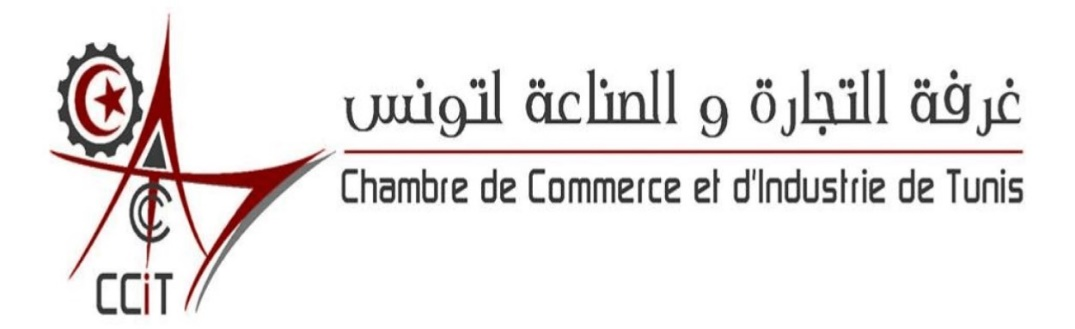 غرفة التجارة و الصناعة لتونس
Chambre de Commerce et d'Industrie de Tunis
CCiT